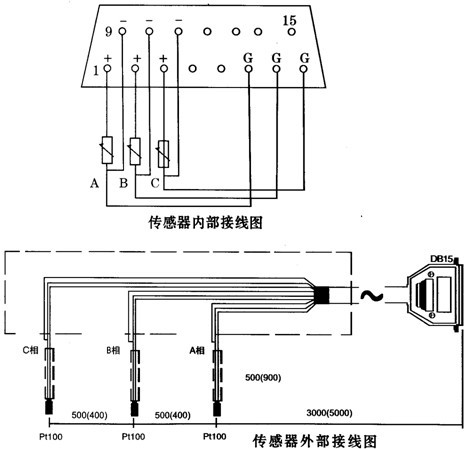 9 − − − 15
1 + + + G G G
A B C
传感器内部接线图
DB15
C相 B相 A相
500(900)
500(400) 500(400) 3000(5000)
Pt100 Pt100 Pt100
传感器外部接线图